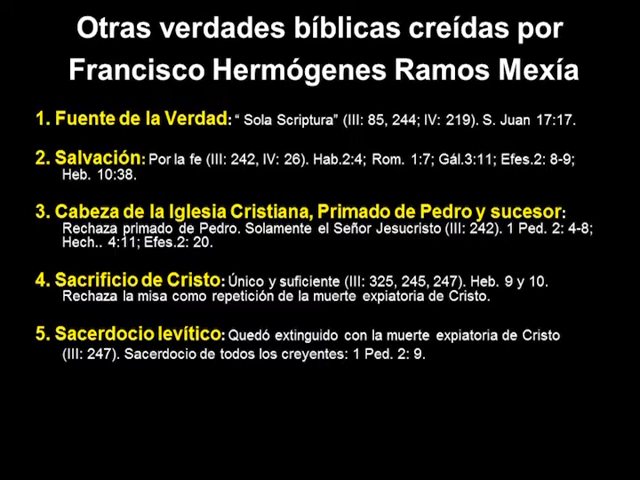 Otras verdades bíblicas creídas por
Francisco Hermógenes Ramos Mexía
1. Fuente de la Verdad: “ Sola Scriptura” (III: 85, 244; IV: 219). S. Juan 17:17.
2. Salvación: Por la fe (III: 242, IV: 26). Hab.2:4; Rom. 1:7; Gál.3:11; Efes.2: 8-9;
Heb. 10:38.
3. Cabeza de la Iglesia Cristiana, Primado de Pedro y sucesor:
Rechaza primado de Pedro. Solamente el Señor Jesucristo (III: 242). 1 Ped. 2: 4-8;
Hech.. 4:11; Efes.2: 20.
4. Sacrificio de Cristo: Único y suficiente (III: 325, 245, 247). Heb. 9 y 10.
Rechaza la misa como repetición de la muerte expiatoria de Cristo.
5. Sacerdocio levítico: Quedó extinguido con la muerte expiatoria de Cristo
(III: 247). Sacerdocio de todos los creyentes: 1 Ped. 2: 9.